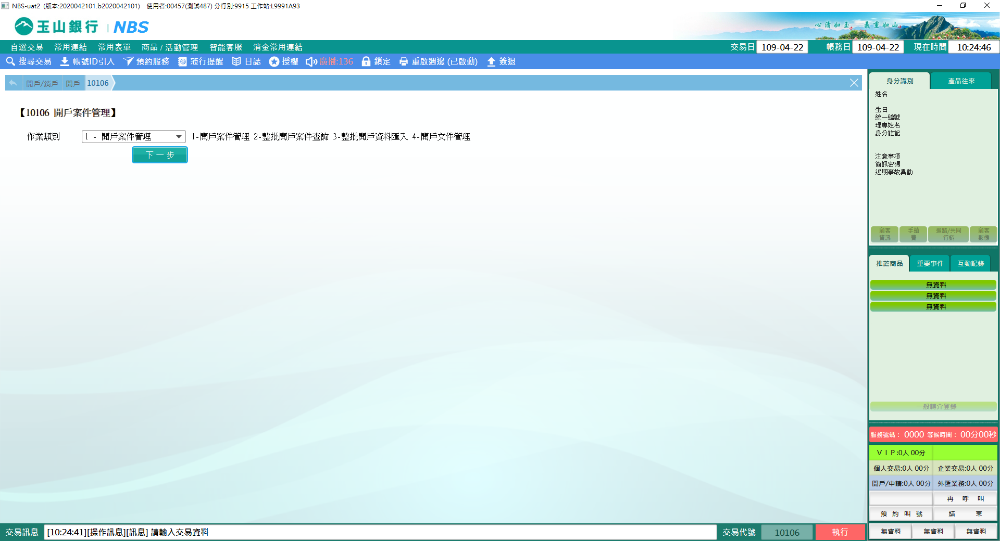 NBS-uat2 (版本:2020042101.b2020042101) 使用者:00457(測試487) 分行別:9915 工作站:L9991A93
玉山銀行 | NBS
心清如玉 義重如山
自選交易 常用連結 常用表單 商品 / 活動管理 智能客服 消金常用連結 交易日 109-04-22 帳務日 109-04-22 現在時間 10:24:46
搜尋交易 帳號ID引入 預約服務 蒞行提醒 日誌 授權 廣播:136 鎖定 重啟週邊 (已啟動) 簽退
開戶/銷戶 開戶 10106
【10106 開戶案件管理】
作業類別 1 - 開戶案件管理 1-開戶案件管理 2-整批開戶案件查詢 3-整批開戶資料匯入 4-開戶文件管理
下一步
身分識別 產品往來
姓名
生日
統一編號
理專姓名
身分註記
注意事項
簡訊密碼
近期事故異動
顧客資訊 手續費 通路/共同行銷 顧客影像
推薦商品 重要事件 互動記錄
無資料
無資料
無資料
一般轉介登錄
服務號碼： 0000 等候時間： 00分00秒
ＶＩＰ:0人 00分
個人交易:0人 00分 企業交易:0人 00分
開戶/申請:0人 00分 外匯業務:0人 00分
再 呼 叫
預 約 叫 號 結 束
交易訊息 [10:24:41][操作訊息][訊息] 請輸入交易資料 交易代號 10106 執行 無資料 無資料 無資料